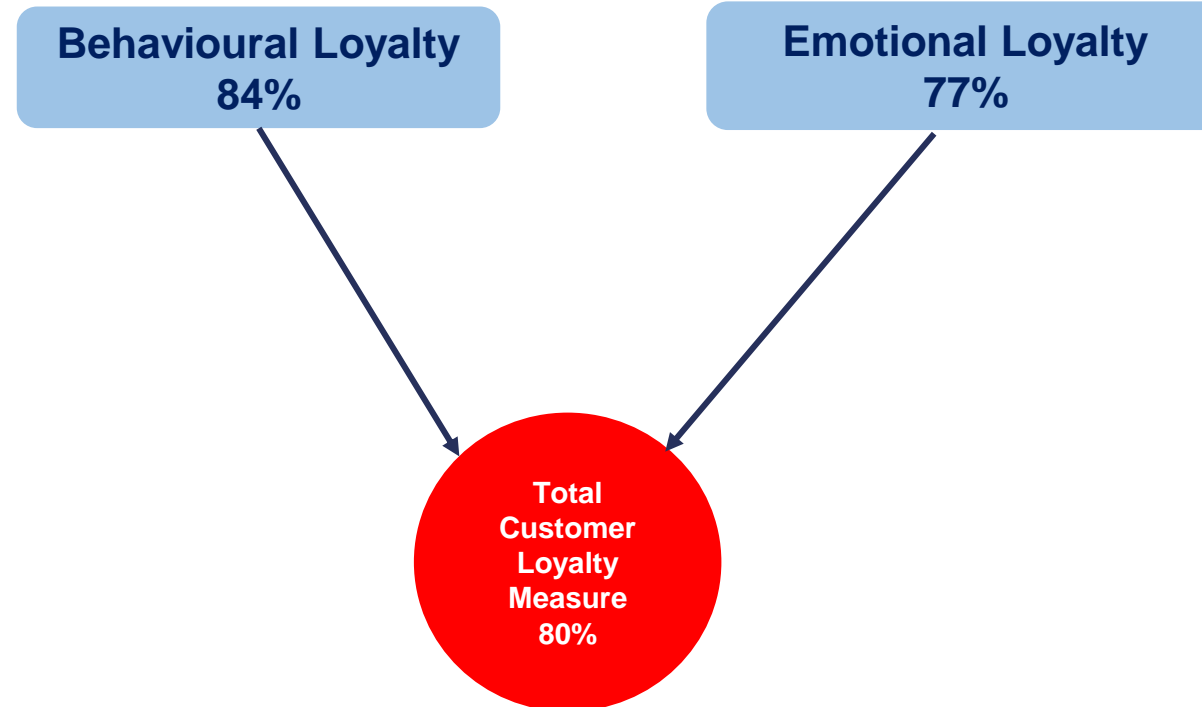 Behavioural Loyalty
84%
Emotional Loyalty
77%
Total
Customer
Loyalty
Measure
80%